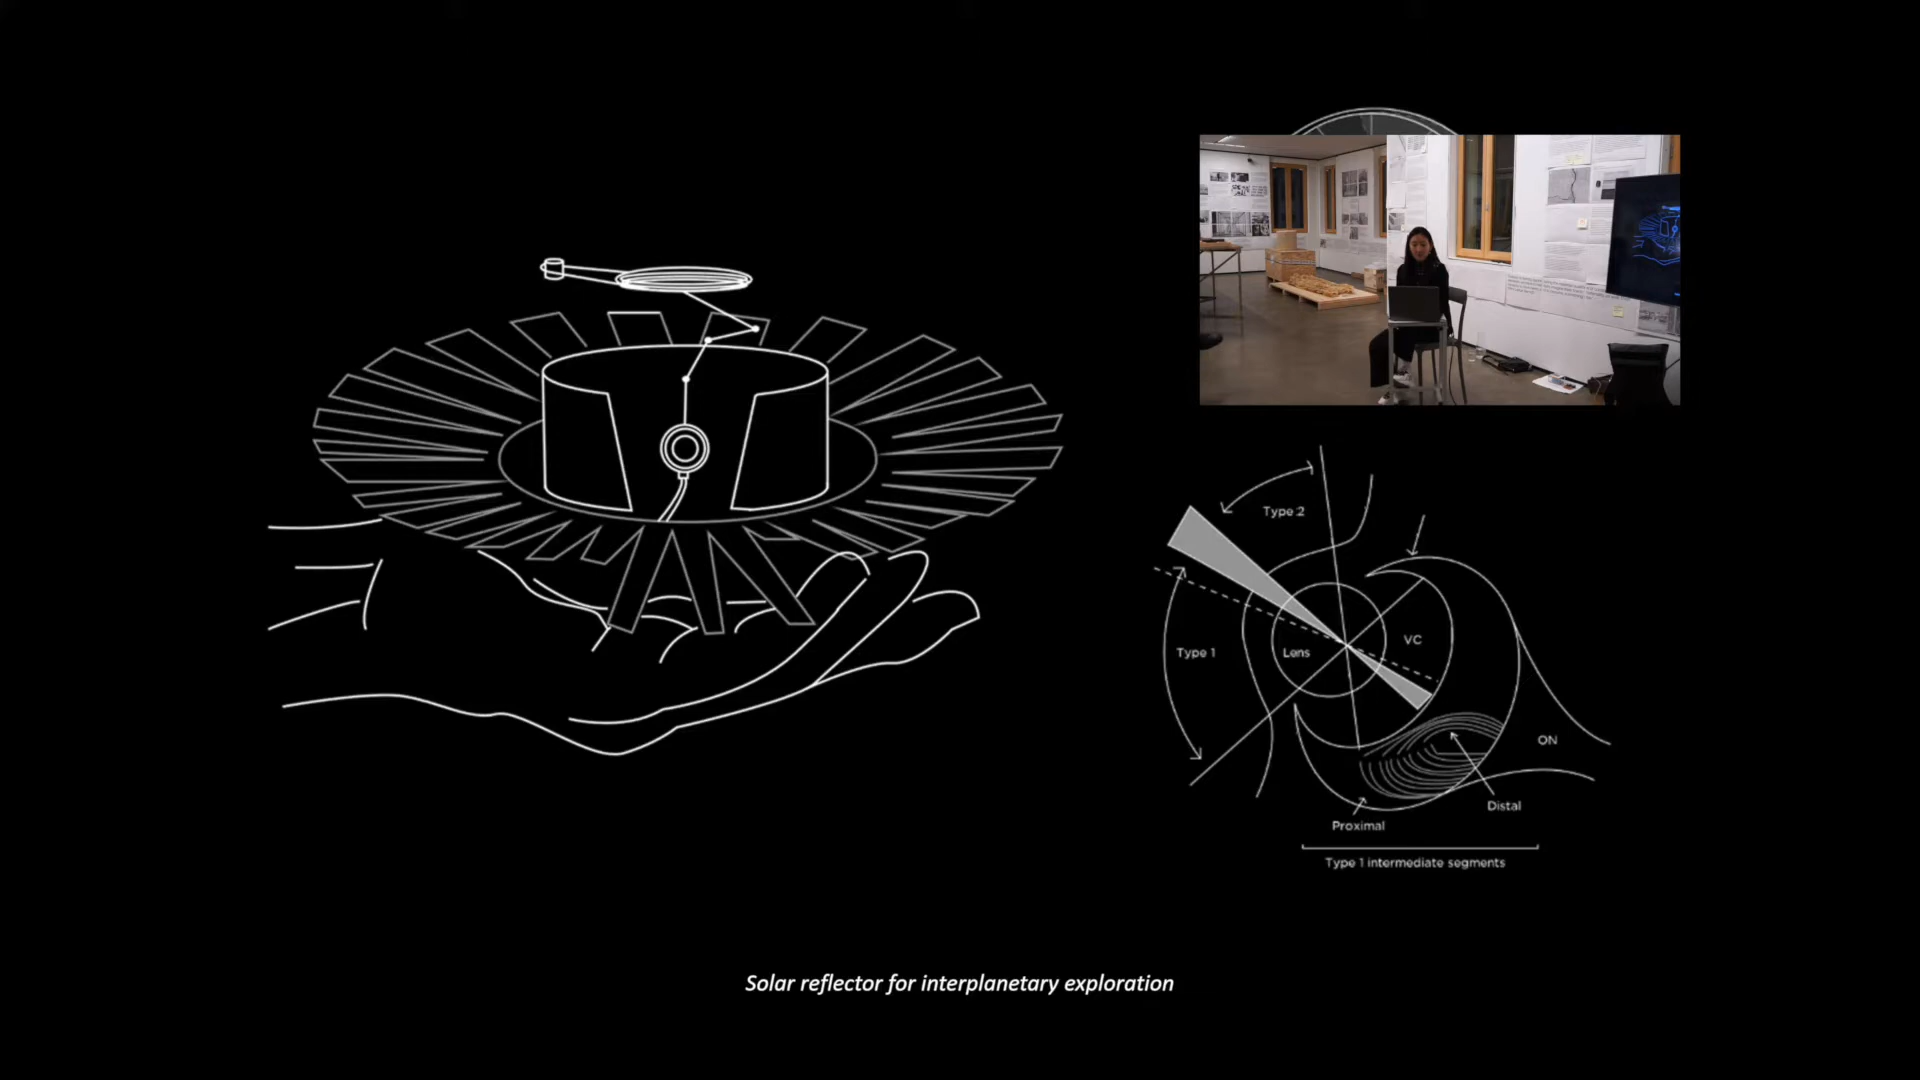 Type 2
Type 1
Lens
VC
ON
Distal
Proximal
Type 1 intermediate segments
Solar reflector for interplanetary exploration